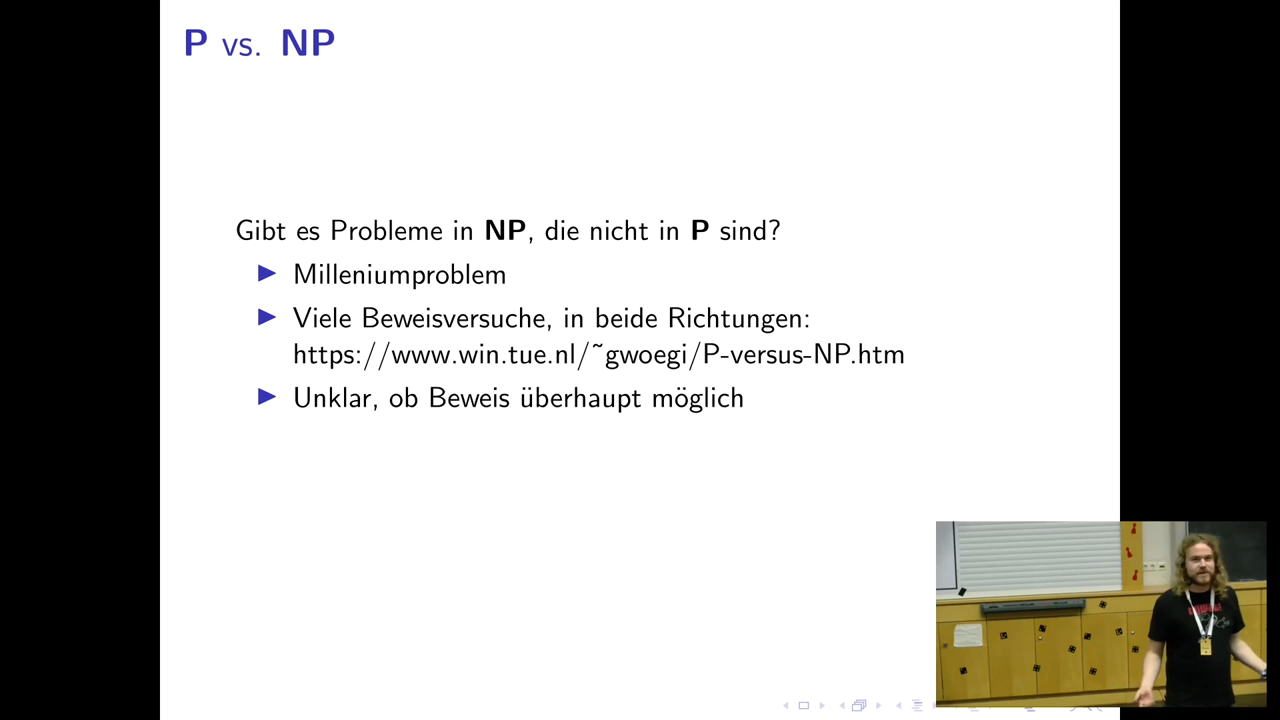 P vs. NP
Gibt es Probleme in NP, die nicht in P sind?
Milleniumproblem
Viele Beweisversuche, in beide Richtungen:
https://www.win.tue.nl/~gwoegi/P-versus-NP.htm
Unklar, ob Beweis überhaupt möglich